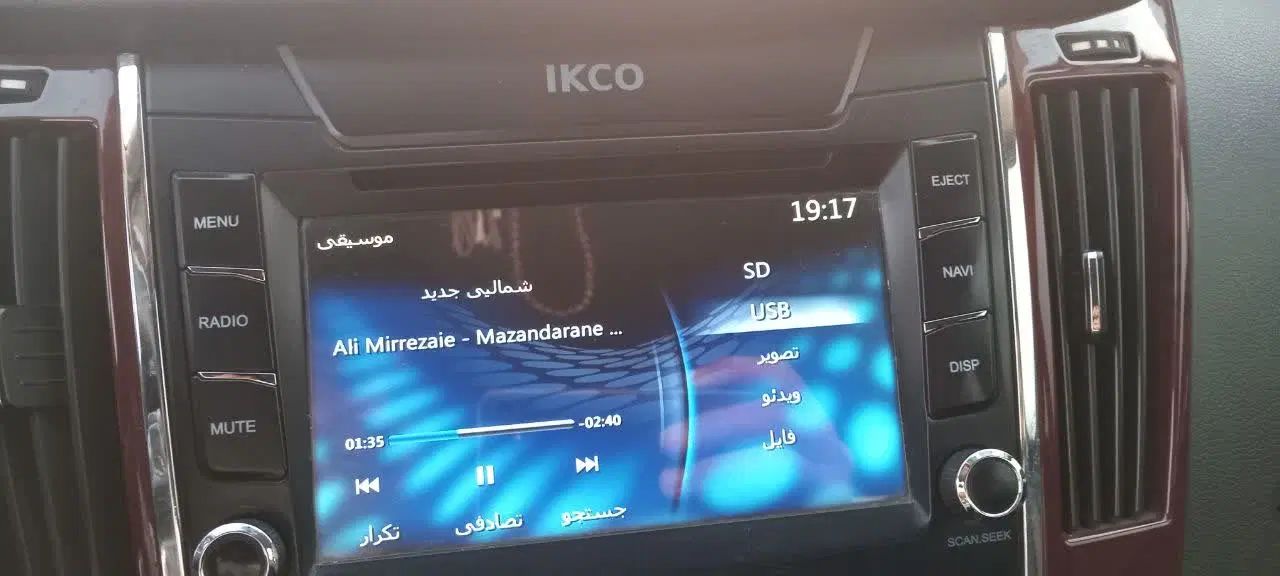 IKCO
MENU
RADIO
MUTE
EJECT
NAVI
DISP
SCAN.SEEK
19:17
موسیقی
شمالیی جدید
Ali Mirrezaie - Mazandarane ...
01:35
-02:40
تکرار
تصادفی
جستجو
SD
USB
تصویر
ویدئو
فایل